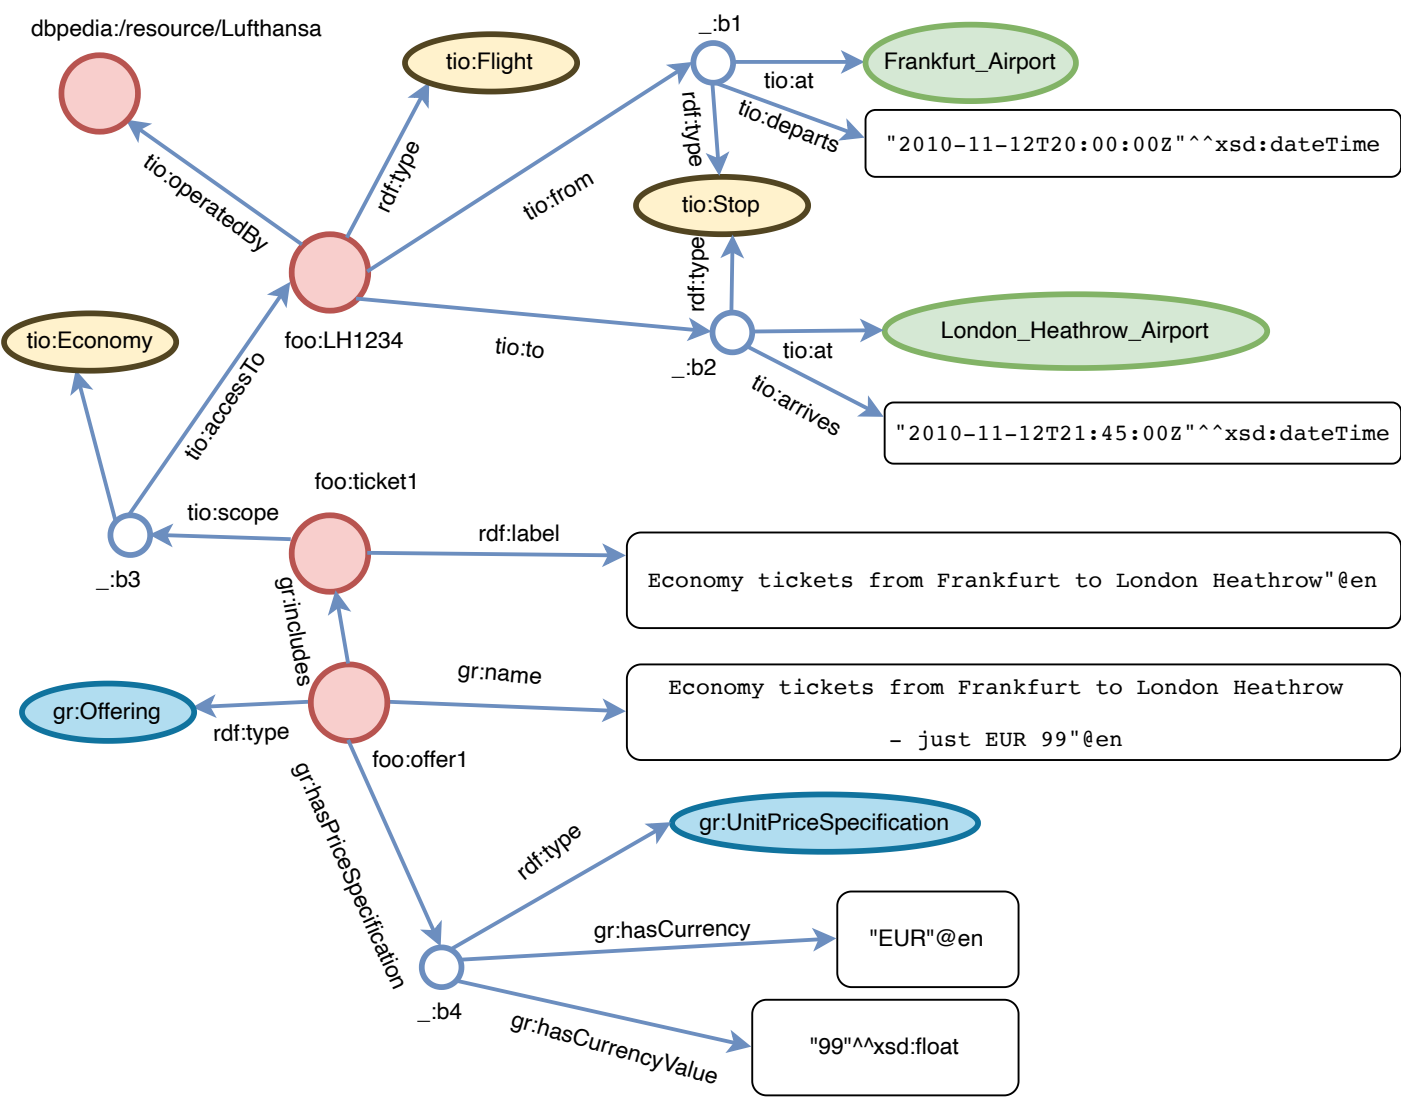 dbpedia:/resource/Lufthansa
tio:Flight
_:b1
tio:at
Frankfurt_Airport
tio:departs
"2010-11-12T20:00:00Z"^^xsd:dateTime
rdf:type
tio:operatedBy
rdf:type
tio:from
tio:Stop
rdf:type
foo:LH1234
tio:to
_:b2
tio:at
London_Heathrow_Airport
tio:arrives
"2010-11-12T21:45:00Z"^^xsd:dateTime
tio:Economy
tio:accessTo
foo:ticket1
tio:scope
_:b3
rdf:label
Economy tickets from Frankfurt to London Heathrow"@en
gr:includes
gr:name
Economy tickets from Frankfurt to London Heathrow
- just EUR 99"@en
gr:Offering
rdf:type
foo:offer1
gr:hasPriceSpecification
rdf:type
gr:UnitPriceSpecification
gr:hasCurrency
"EUR"@en
_:b4
gr:hasCurrencyValue
"99"^^xsd:float